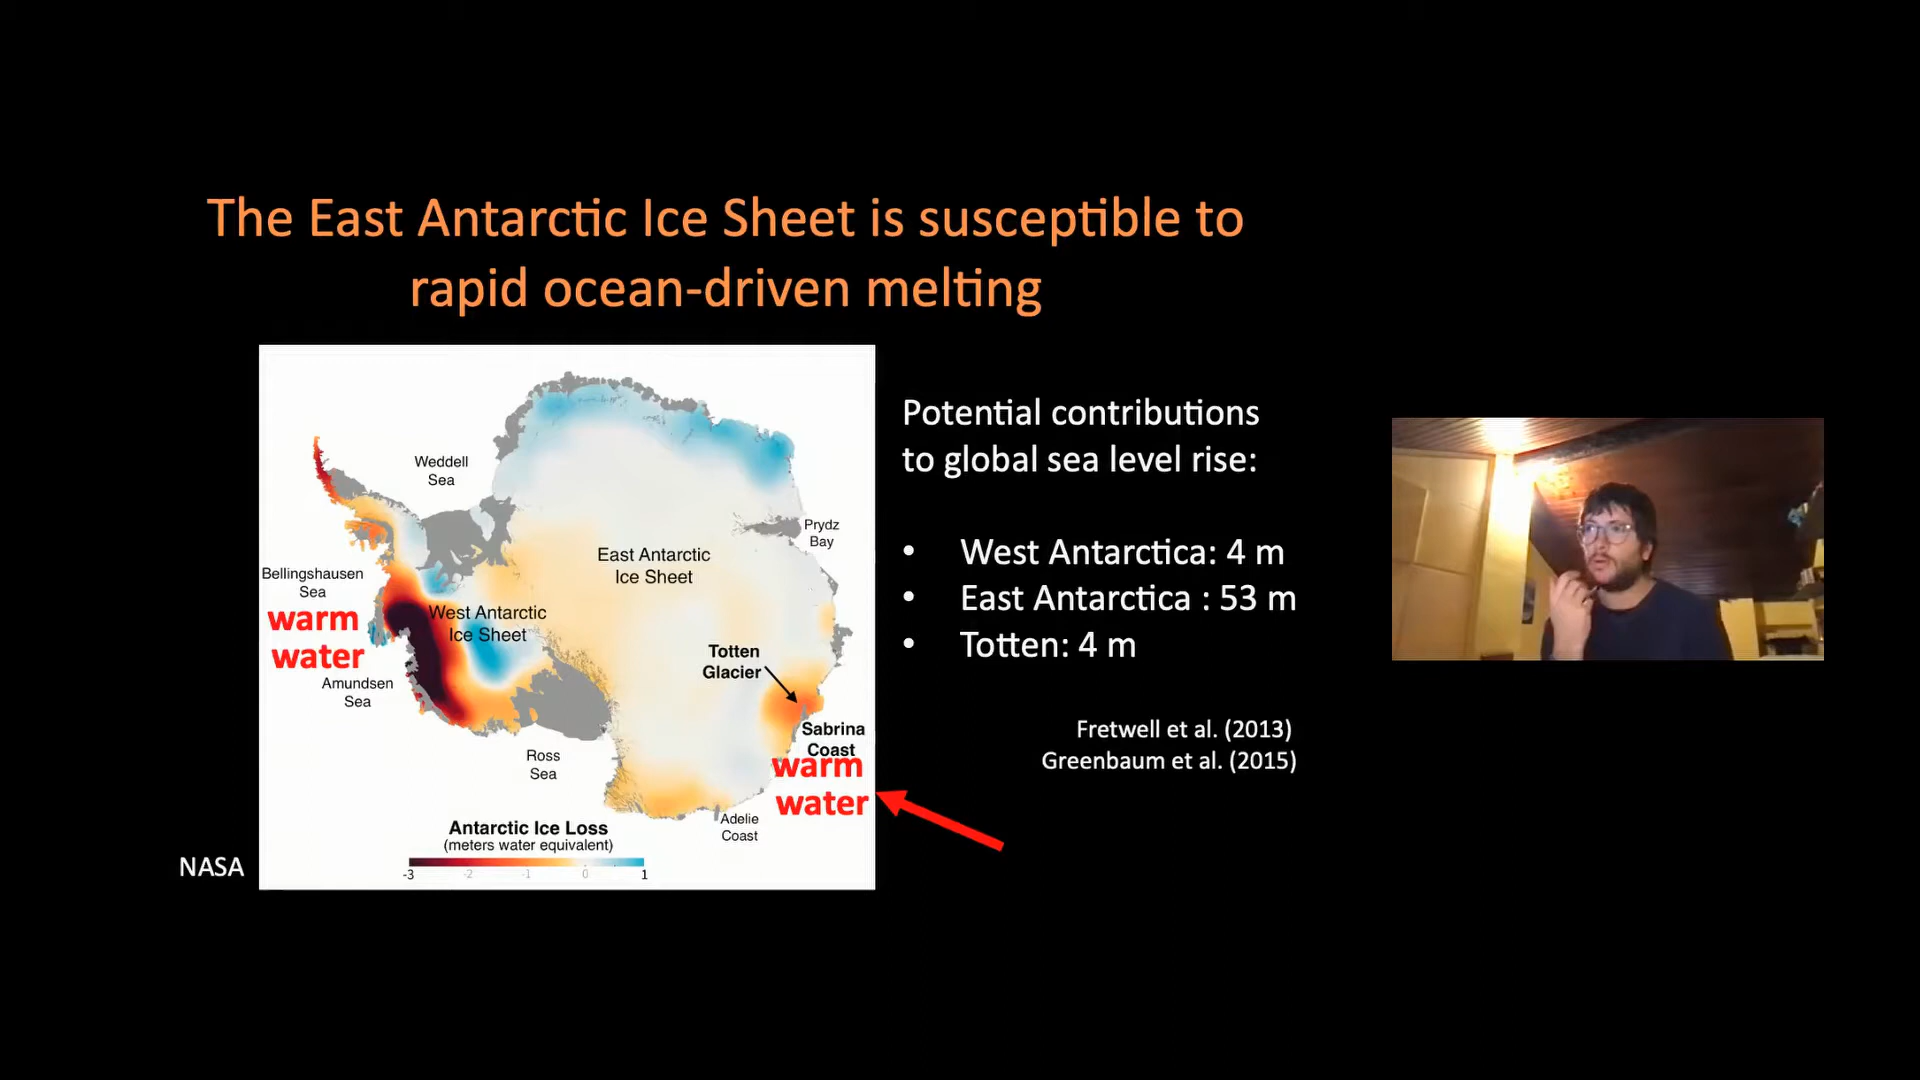 The East Antarctic Ice Sheet is susceptible to
rapid ocean-driven melting
Weddell
Sea
Prydz
Bay
East Antarctic
Ice Sheet
Bellingshausen
Sea
warm
water
West Antarctic
Ice Sheet
Amundsen
Sea
Totten
Glacier
Sabrina
Coast
warm
water
Ross
Sea
Adelie
Coast
Antarctic Ice Loss
(meters water equivalent)
-3 -2 -1 0 1
NASA
Potential contributions
to global sea level rise:
• West Antarctica: 4 m
• East Antarctica : 53 m
• Totten: 4 m
Fretwell et al. (2013)
Greenbaum et al. (2015)